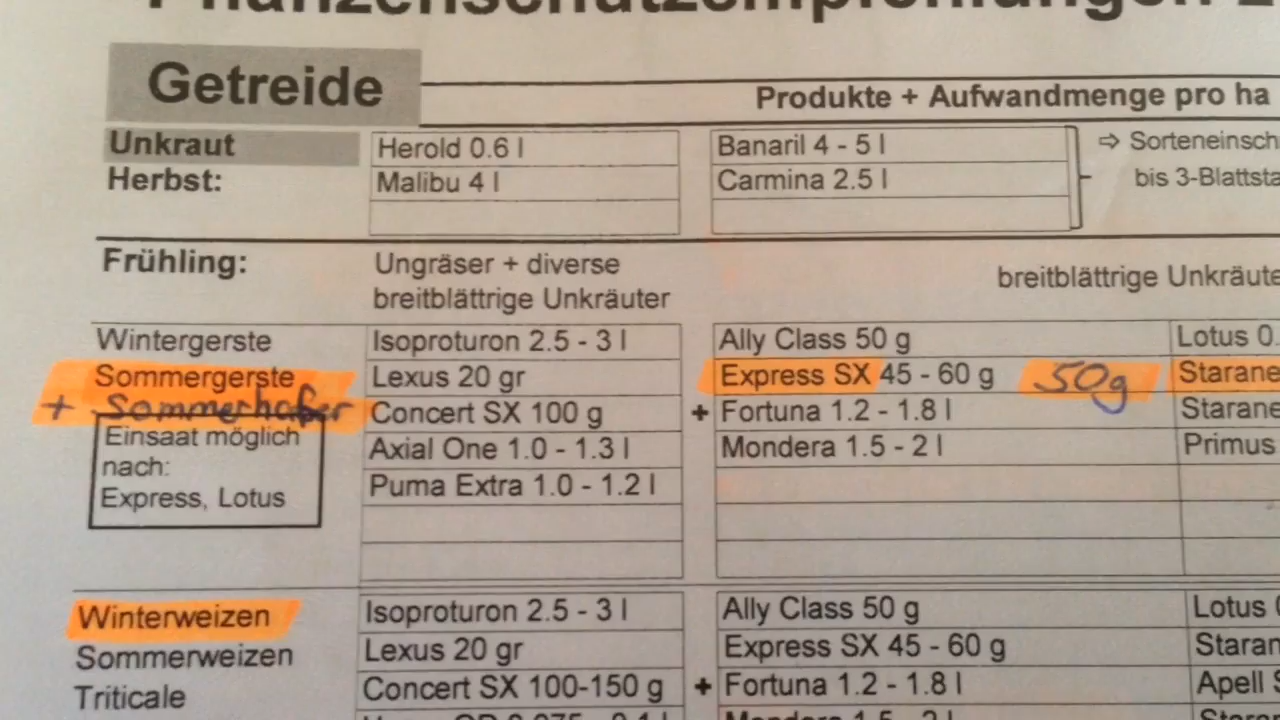 Pflanzenschutzempfehlungen
Getreide
Produkte + Aufwandmenge pro ha
Unkraut
Herbst:
Herold 0.6 l
Malibu 4 l
Banaril 4 - 5 l
Carmina 2.5 l
⇨ Sorteneinsch
bis 3-Blattsta
Frühling:
Ungräser + diverse
breitblättrige Unkräuter
breitblättrige Unkräute
Wintergerste
Sommergerste
+ Sommerhafer
Einsaat möglich
nach:
Express, Lotus
Isoproturon 2.5 - 3 l
Lexus 20 gr
Concert SX 100 g
Axial One 1.0 - 1.3 l
Puma Extra 1.0 - 1.2 l
+
Ally Class 50 g
Express SX 45 - 60 g 50g
Fortuna 1.2 - 1.8 l
Mondera 1.5 - 2 l
Lotus 0.
Starane
Starane
Primus
Winterweizen
Sommerweizen
Triticale
Isoproturon 2.5 - 3 l
Lexus 20 gr
Concert SX 100-150 g
+
Ally Class 50 g
Express SX 45 - 60 g
Fortuna 1.2 - 1.8 l
Mondera 1.5 - 2 l
Lotus
Staran
Apell S